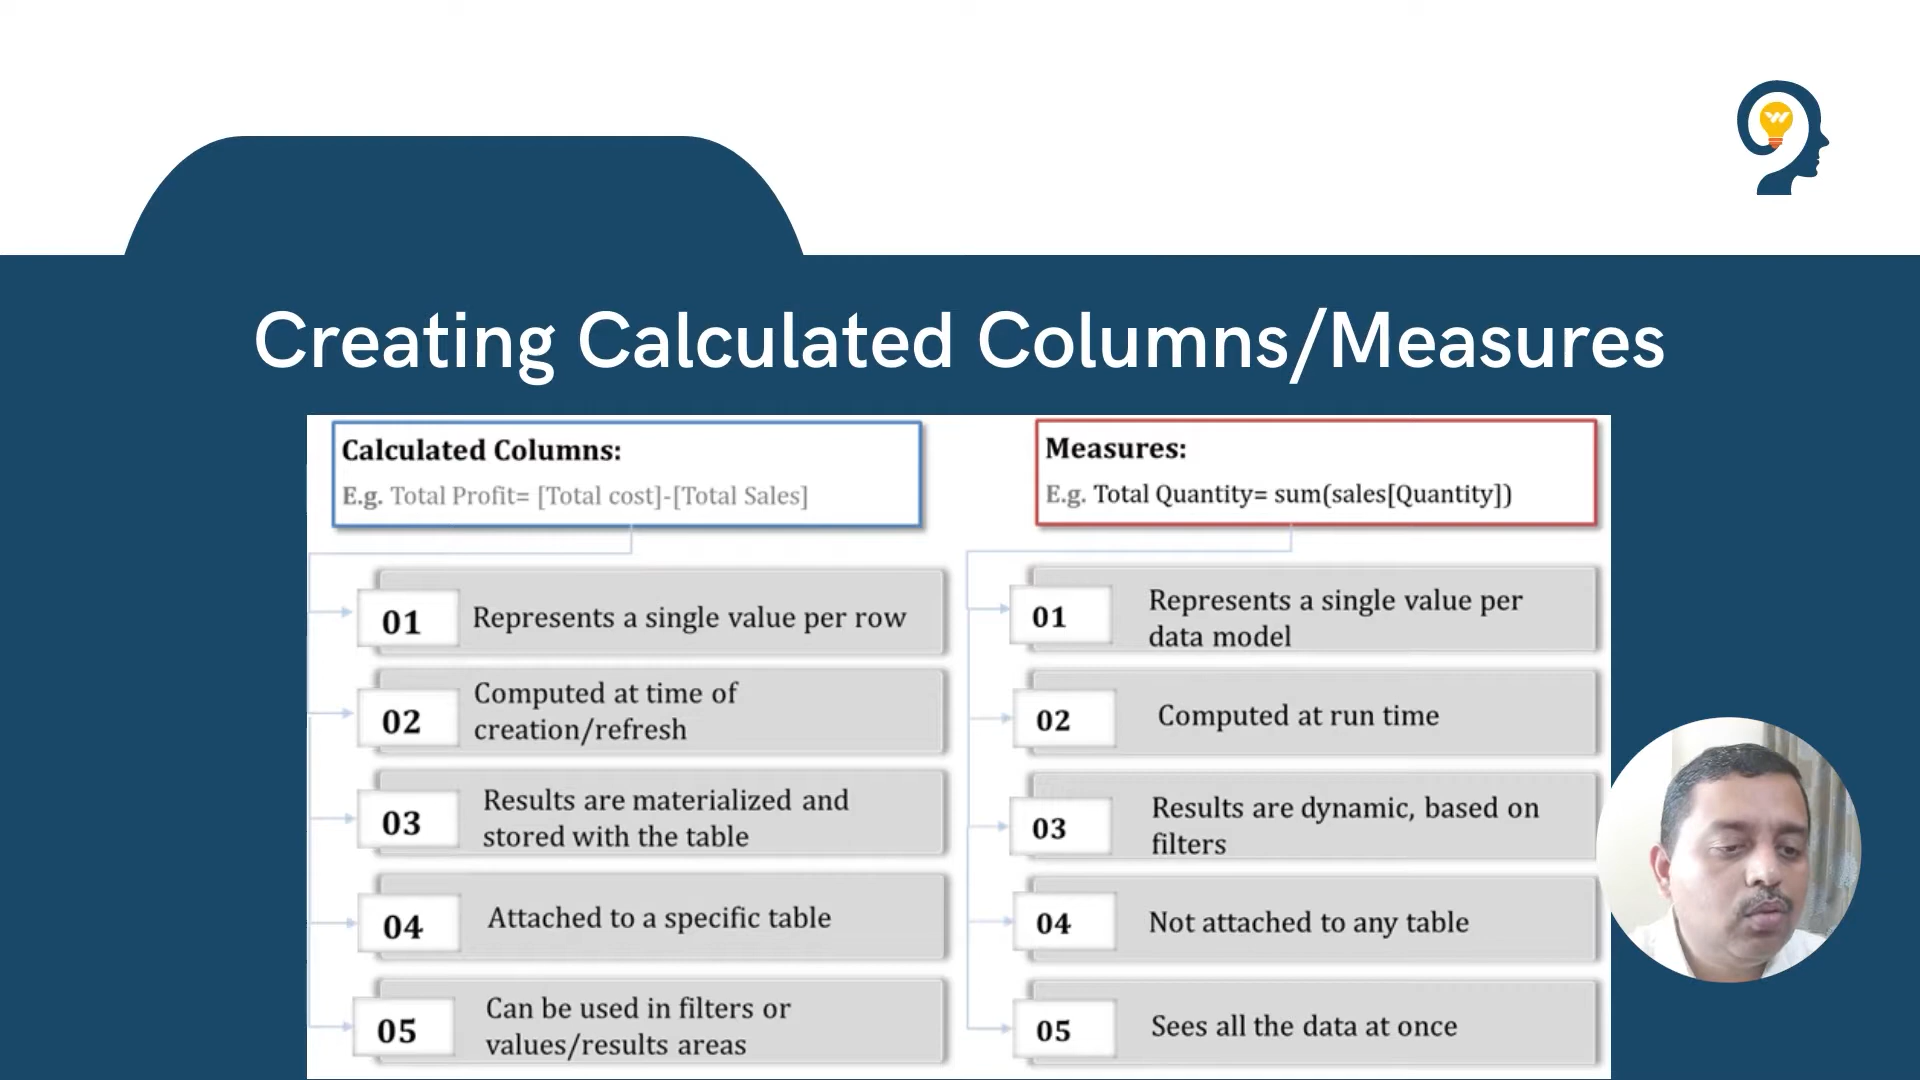 Creating Calculated Columns/Measures
Calculated Columns:
E.g. Total Profit= [Total cost]-[Total Sales]
01
Represents a single value per row
02
Computed at time of
creation/refresh
03
Results are materialized and
stored with the table
04
Attached to a specific table
05
Can be used in filters or
values/results areas
Measures:
E.g. Total Quantity= sum(sales[Quantity])
01
Represents a single value per
data model
02
Computed at run time
03
Results are dynamic, based on
filters
04
Not attached to any table
05
Sees all the data at once